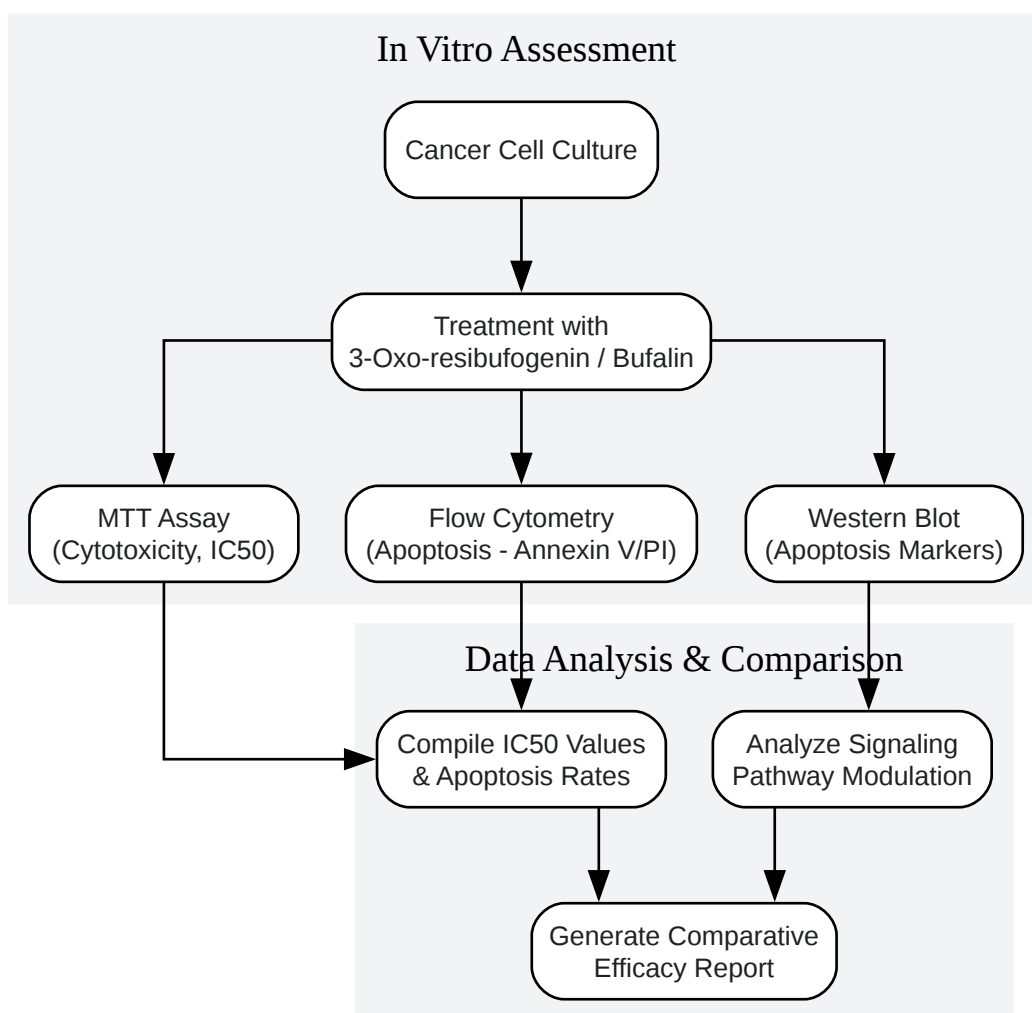 In Vitro Assessment
Cancer Cell Culture
Treatment with
3-Oxo-resibufogenin / Bufalin
MTT Assay
(Cytotoxicity, IC50)
Flow Cytometry
(Apoptosis - Annexin V/PI)
Western Blot
(Apoptosis Markers)
Data Analysis & Comparison
Compile IC50 Values
& Apoptosis Rates
Analyze Signaling
Pathway Modulation
Generate Comparative
Efficacy Report